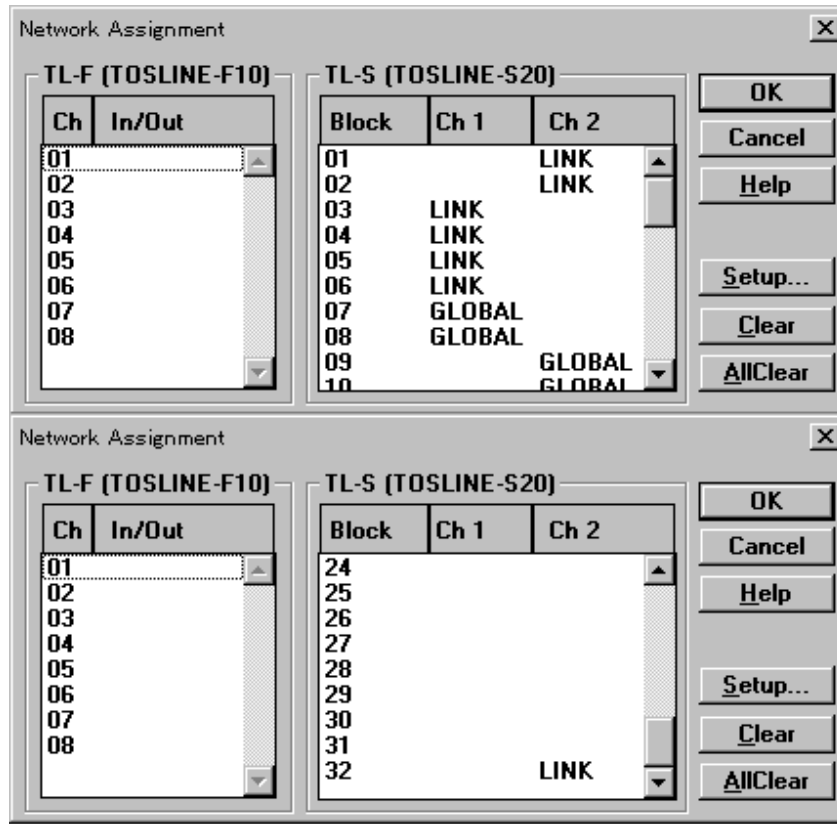 Network Assignment
TL-F (TOSLINE-F10)
Ch In/Out
01
02
03
04
05
06
07
08
TL-S (TOSLINE-S20)
Block Ch 1 Ch 2
01 LINK
02 LINK
03 LINK
04 LINK
05 LINK
06 LINK
07 GLOBAL
08 GLOBAL
09 GLOBAL
10 GLOBAL
OK
Cancel
Help
Setup...
Clear
AllClear
Network Assignment
TL-F (TOSLINE-F10)
Ch In/Out
01
02
03
04
05
06
07
08
TL-S (TOSLINE-S20)
Block Ch 1 Ch 2
24
25
26
27
28
29
30
31
32 LINK
OK
Cancel
Help
Setup...
Clear
AllClear